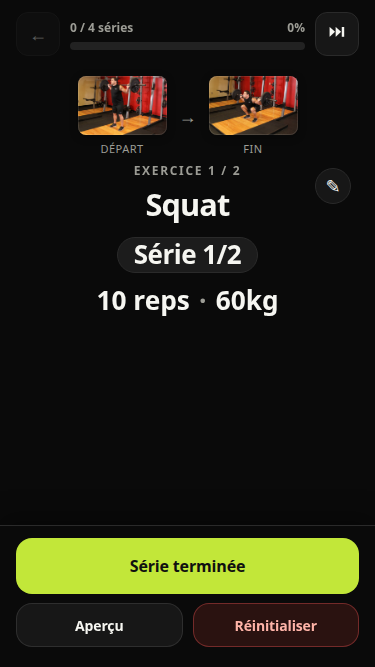 ←
0 / 4 séries
0%
⏭
→
DÉPART
FIN
EXERCICE 1 / 2
✎
Squat
Série 1/2
10 reps · 60kg
Série terminée
Aperçu
Réinitialiser